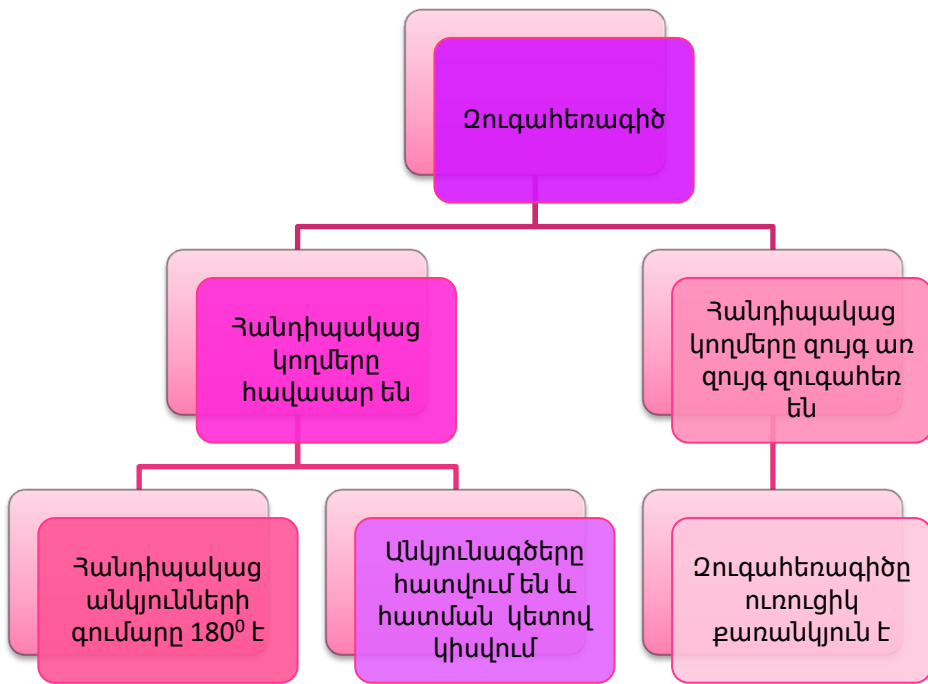 Զուգահեռագիծ
Հանդիպակաց
կողմերը
հավասար են
Հանդիպակաց
կողմերը զույգ առ
զույգ զուգահեռ
են
Հանդիպակաց
անկյունների
գումարը 180⁰ է
Անկյունագծերը
հատվում են և
հատման կետով
կիսվում
Զուգահեռագիծը
ուռուցիկ
քառանկյուն է